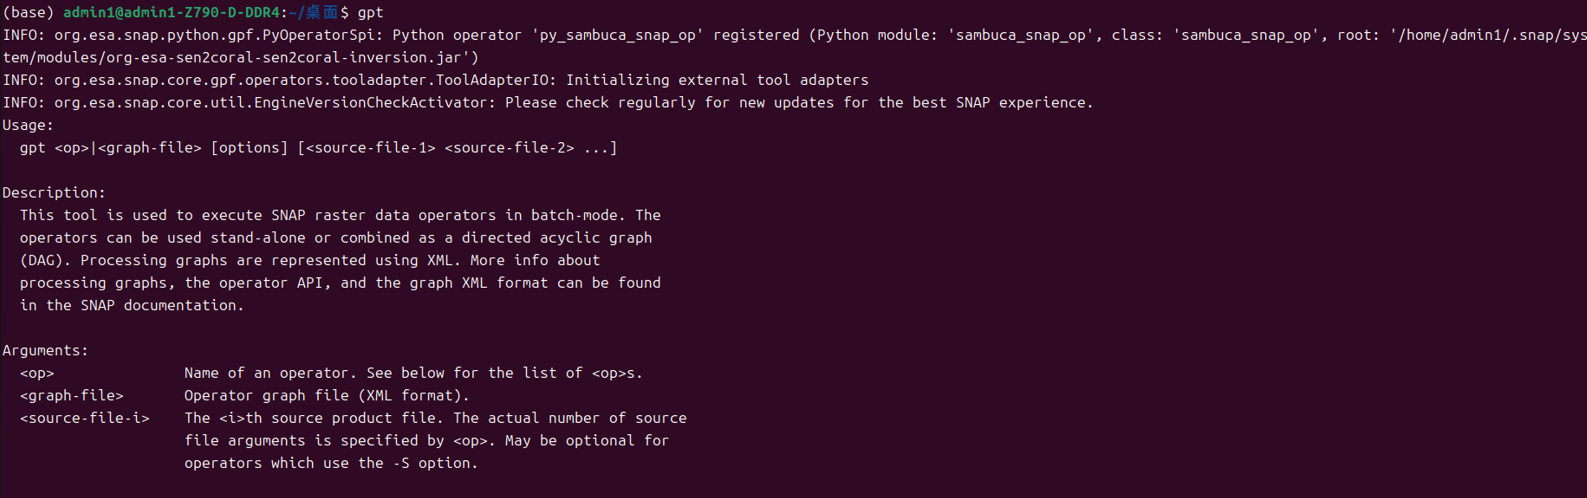 (base) admin1@admin1-Z790-D-DDR4:~/桌面$ gpt
INFO: org.esa.snap.python.gpf.PyOperatorSpi: Python operator 'py_sambuca_snap_op' registered (Python module: 'sambuca_snap_op', class: 'sambuca_snap_op', root: '/home/admin1/.snap/sys
tem/modules/org-esa-sen2coral-sen2coral-inversion.jar')
INFO: org.esa.snap.core.gpf.operators.tooladapter.ToolAdapterIO: Initializing external tool adapters
INFO: org.esa.snap.core.util.EngineVersionCheckActivator: Please check regularly for new updates for the best SNAP experience.
Usage:
  gpt <op>|<graph-file> [options] [<source-file-1> <source-file-2> ...]

Description:
  This tool is used to execute SNAP raster data operators in batch-mode. The
  operators can be used stand-alone or combined as a directed acyclic graph
  (DAG). Processing graphs are represented using XML. More info about
  processing graphs, the operator API, and the graph XML format can be found
  in the SNAP documentation.

Arguments:
  <op>               Name of an operator. See below for the list of <op>s.
  <graph-file>       Operator graph file (XML format).
  <source-file-i>    The <i>th source product file. The actual number of source
                     file arguments is specified by <op>. May be optional for
                     operators which use the -S option.